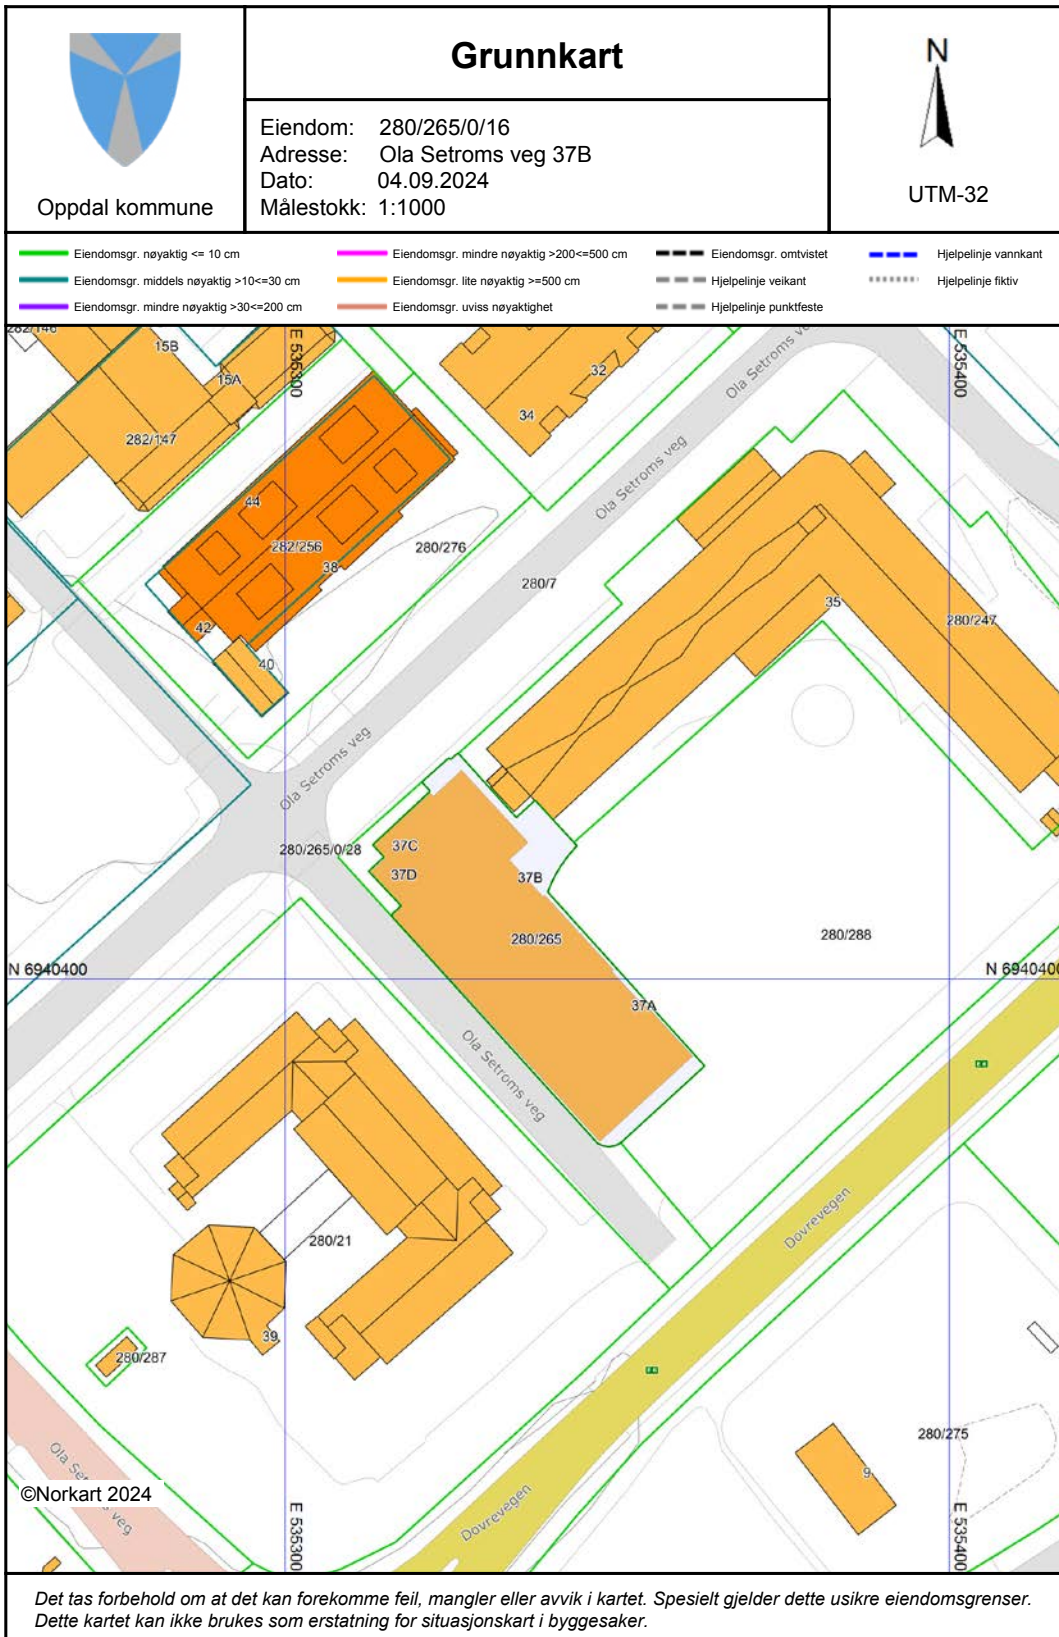 Grunnkart
N
Eiendom: 280/265/0/16
Adresse: Ola Setroms veg 37B
Dato: 04.09.2024
Målestokk: 1:1000
Oppdal kommune
UTM-32
Eiendomsgr. nøyaktig <= 10 cm
Eiendomsgr. mindre nøyaktig >200<=500 cm
Eiendomsgr. omtvistet
Hjelpelinje vannkant
Eiendomsgr. middels nøyaktig >10<=30 cm
Eiendomsgr. lite nøyaktig >=500 cm
Hjelpelinje veikant
Hjelpelinje fiktiv
Eiendomsgr. mindre nøyaktig >30<=200 cm
Eiendomsgr. uviss nøyaktighet
Hjelpelinje punktfeste
282/146
15B
E 535300
E 535400
Ola Setroms veg
15A
32
34
282/147
Ola Setroms veg
44
282/256
280/276
38
280/7
35
280/247
42
40
Ola Setroms veg
280/265/0/28
37C
37D
37B
280/265
280/288
N 6940400
N 6940400
37A
Ola Setroms veg
280/21
Dovrevegen
39
280/287
280/275
9
Ola Setroms veg
©Norkart 2024
Dovrevegen
E 535300
E 535400
Det tas forbehold om at det kan forekomme feil, mangler eller avvik i kartet. Spesielt gjelder dette usikre eiendomsgrenser.
Dette kartet kan ikke brukes som erstatning for situasjonskart i byggesaker.